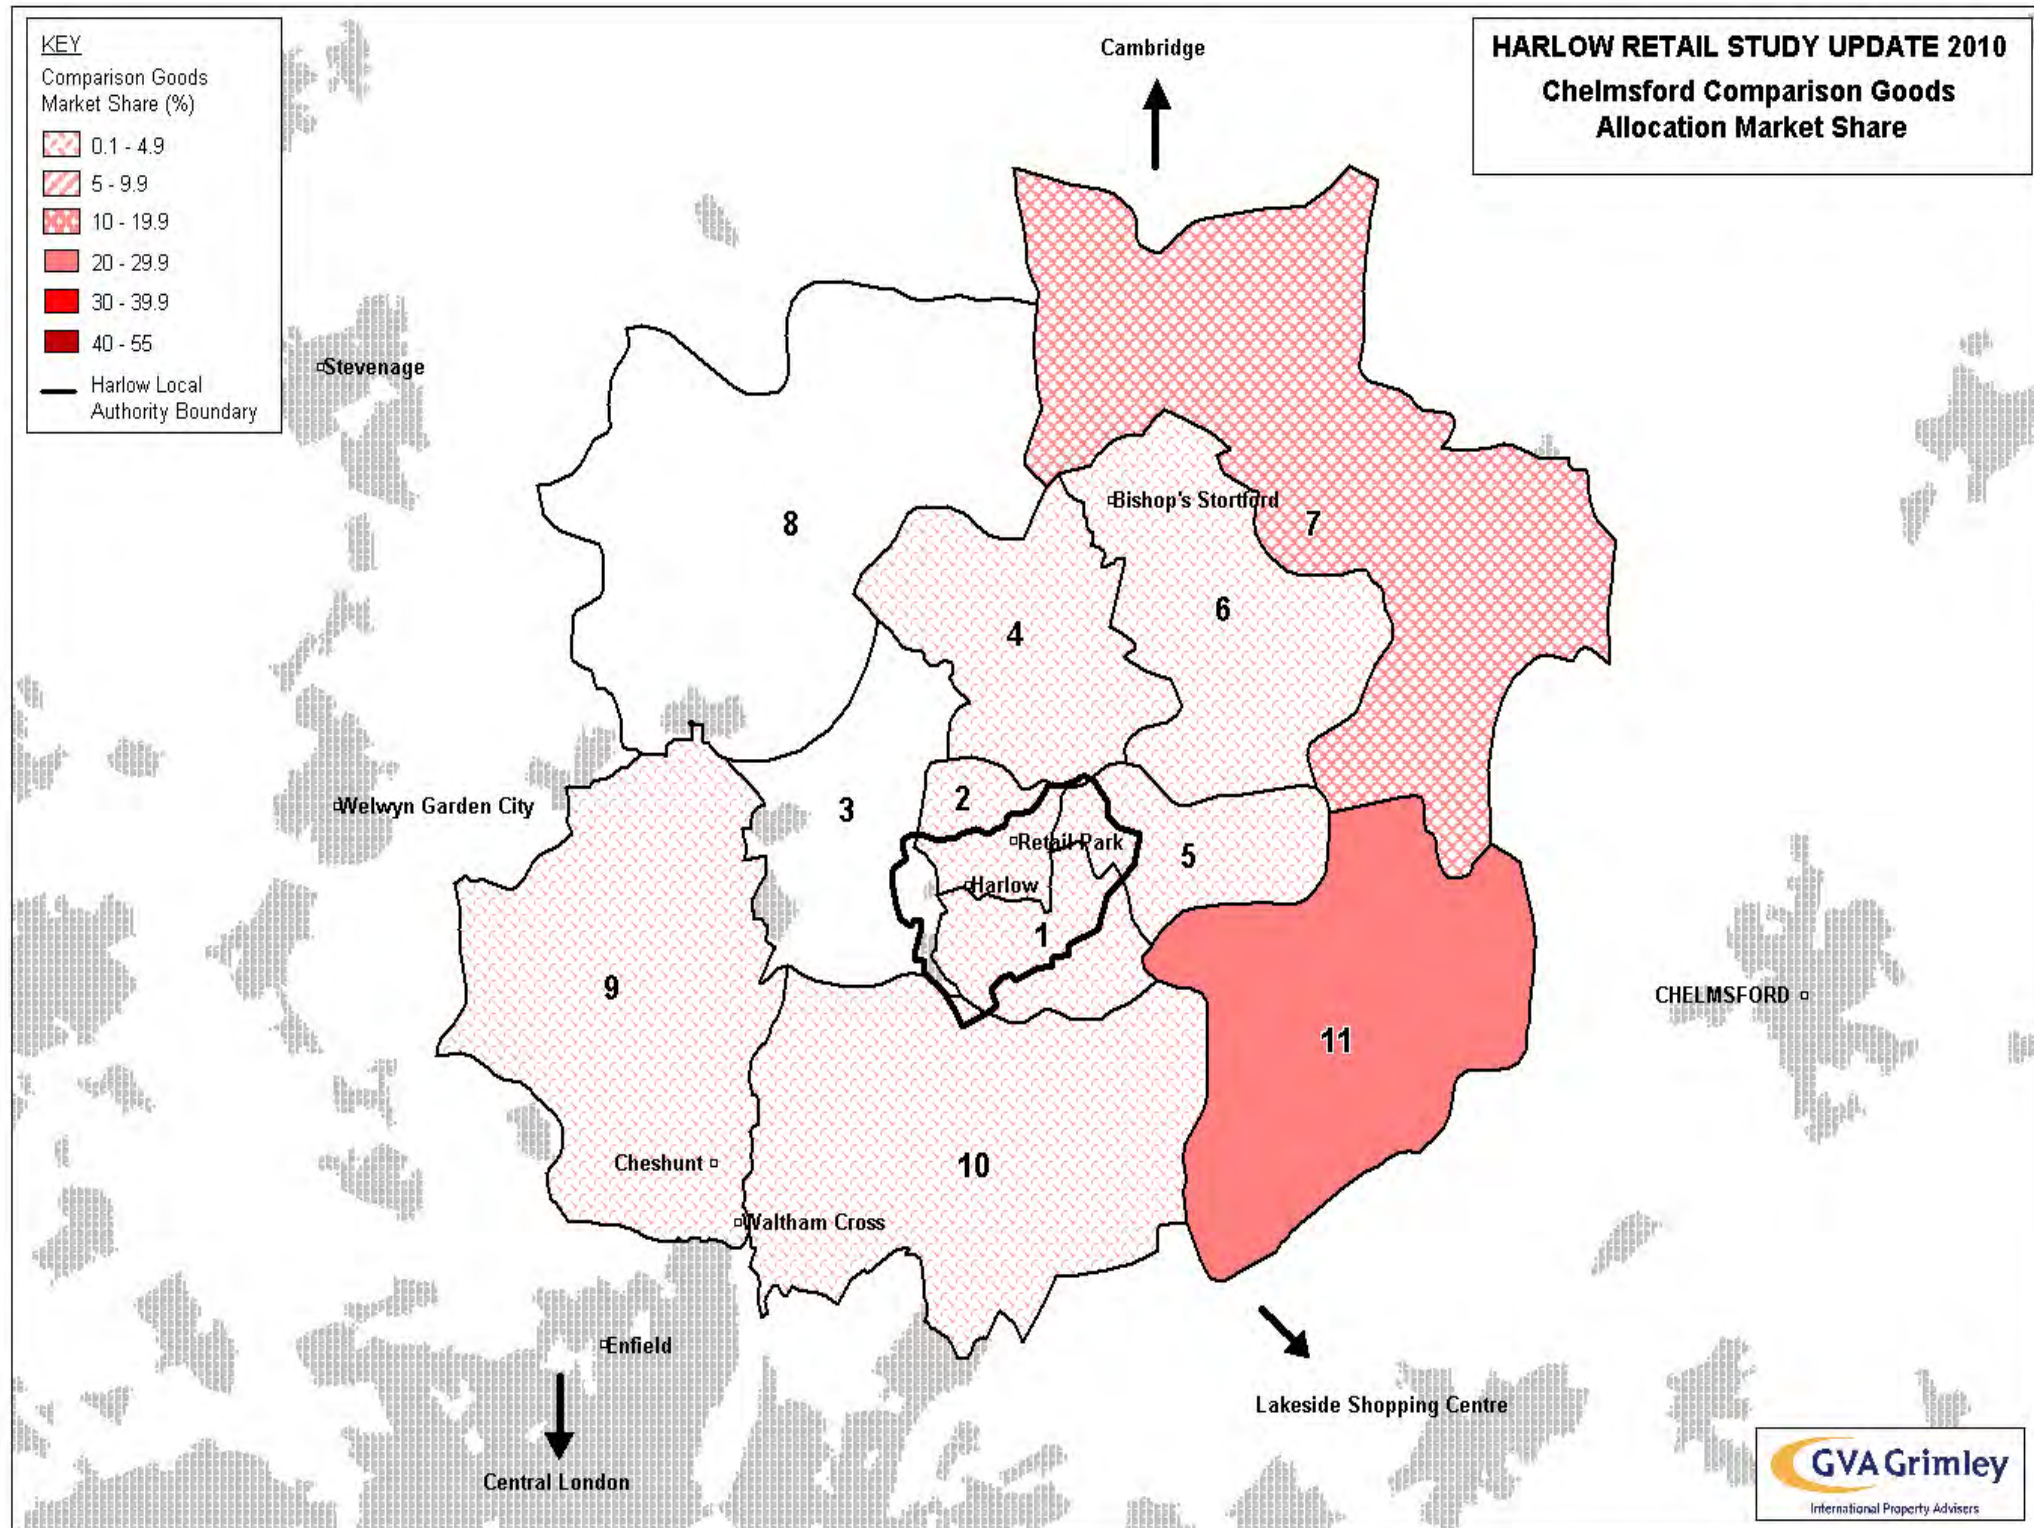 KEY
Comparison Goods
Market Share (%)
0.1 - 4.9
5 - 9.9
10 - 19.9
20 - 29.9
30 - 39.9
40 - 55
Harlow Local
Authority Boundary
HARLOW RETAIL STUDY UPDATE 2010
Chelmsford Comparison Goods
Allocation Market Share
Cambridge
Stevenage
Bishop's Stortford
8
7
6
4
Welwyn Garden City
2
3
Retail Park
5
Harlow
1
9
CHELMSFORD
11
Cheshunt
10
Waltham Cross
Enfield
Lakeside Shopping Centre
Central London
GVA Grimley
International Property Advisers